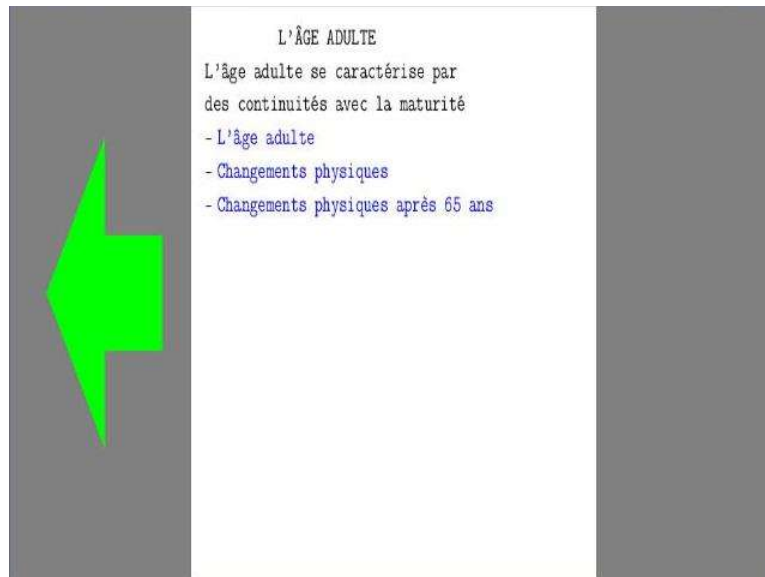 L'ÂGE ADULTE
L'âge adulte se caractérise par
des continuités avec la maturité
- L'âge adulte
- Changements physiques
- Changements physiques après 65 ans